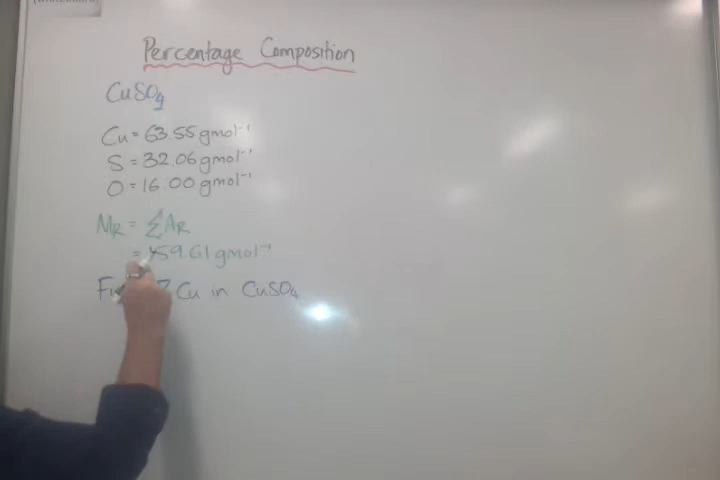 Percentage Composition
CuSO₄
Cu = 63.55 gmol⁻¹
S = 32.06 gmol⁻¹
O = 16.00 gmol⁻¹
MR = ΣAR
= 159.61 gmol⁻¹
Cu in CuSO₄